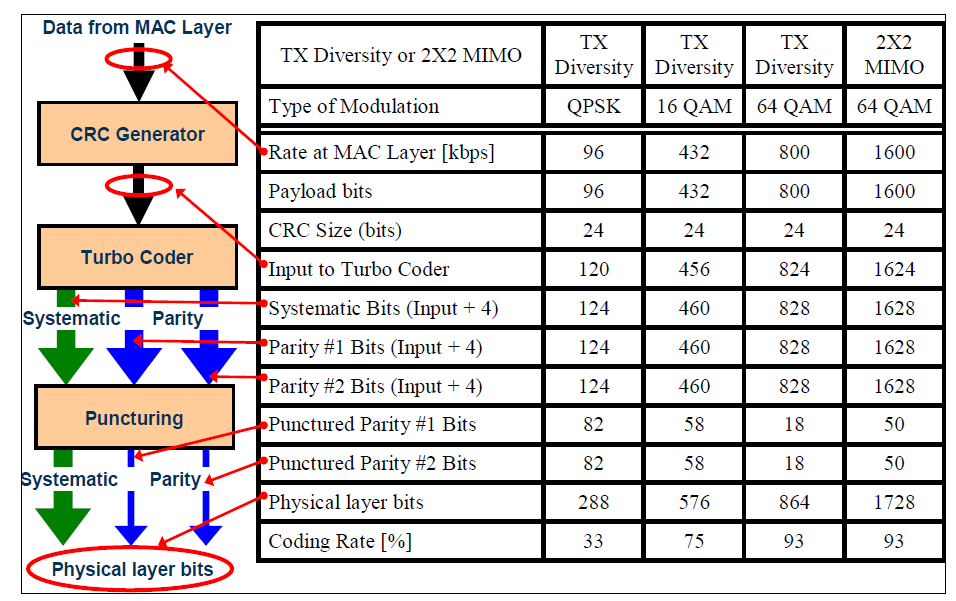 Data from MAC Layer
CRC Generator
Turbo Coder
Systematic Parity
Puncturing
Systematic Parity
Physical layer bits
TX Diversity or 2X2 MIMO TX Diversity TX Diversity TX Diversity 2X2 MIMO
Type of Modulation QPSK 16 QAM 64 QAM 64 QAM
Rate at MAC Layer [kbps] 96 432 800 1600
Payload bits 96 432 800 1600
CRC Size (bits) 24 24 24 24
Input to Turbo Coder 120 456 824 1624
Systematic Bits (Input + 4) 124 460 828 1628
Parity #1 Bits (Input + 4) 124 460 828 1628
Parity #2 Bits (Input + 4) 124 460 828 1628
Punctured Parity #1 Bits 82 58 18 50
Punctured Parity #2 Bits 82 58 18 50
Physical layer bits 288 576 864 1728
Coding Rate [%] 33 75 93 93